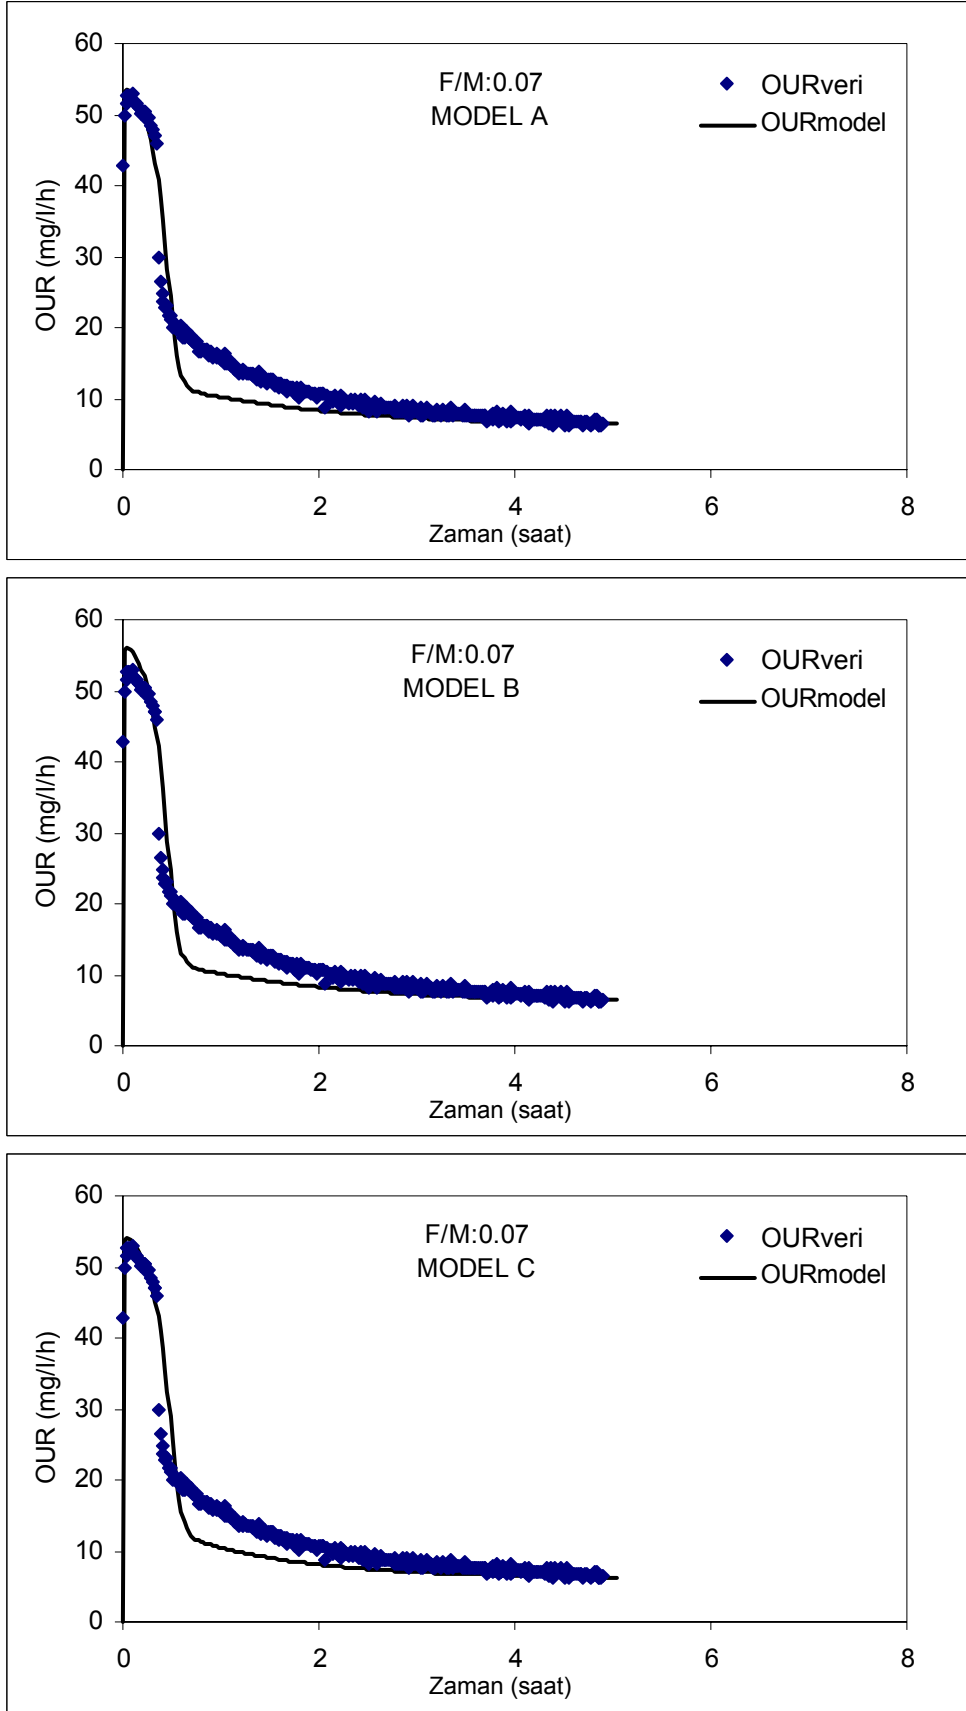 60
50
40
30
20
10
0
OUR (mg/l/h)
F/M:0.07
MODEL A
OURveri
OURmodel
0 2 4 6 8
Zaman (saat)
60
50
40
30
20
10
0
OUR (mg/l/h)
F/M:0.07
MODEL B
OURveri
OURmodel
0 2 4 6 8
Zaman (saat)
60
50
40
30
20
10
0
OUR (mg/l/h)
F/M:0.07
MODEL C
OURveri
OURmodel
0 2 4 6 8
Zaman (saat)